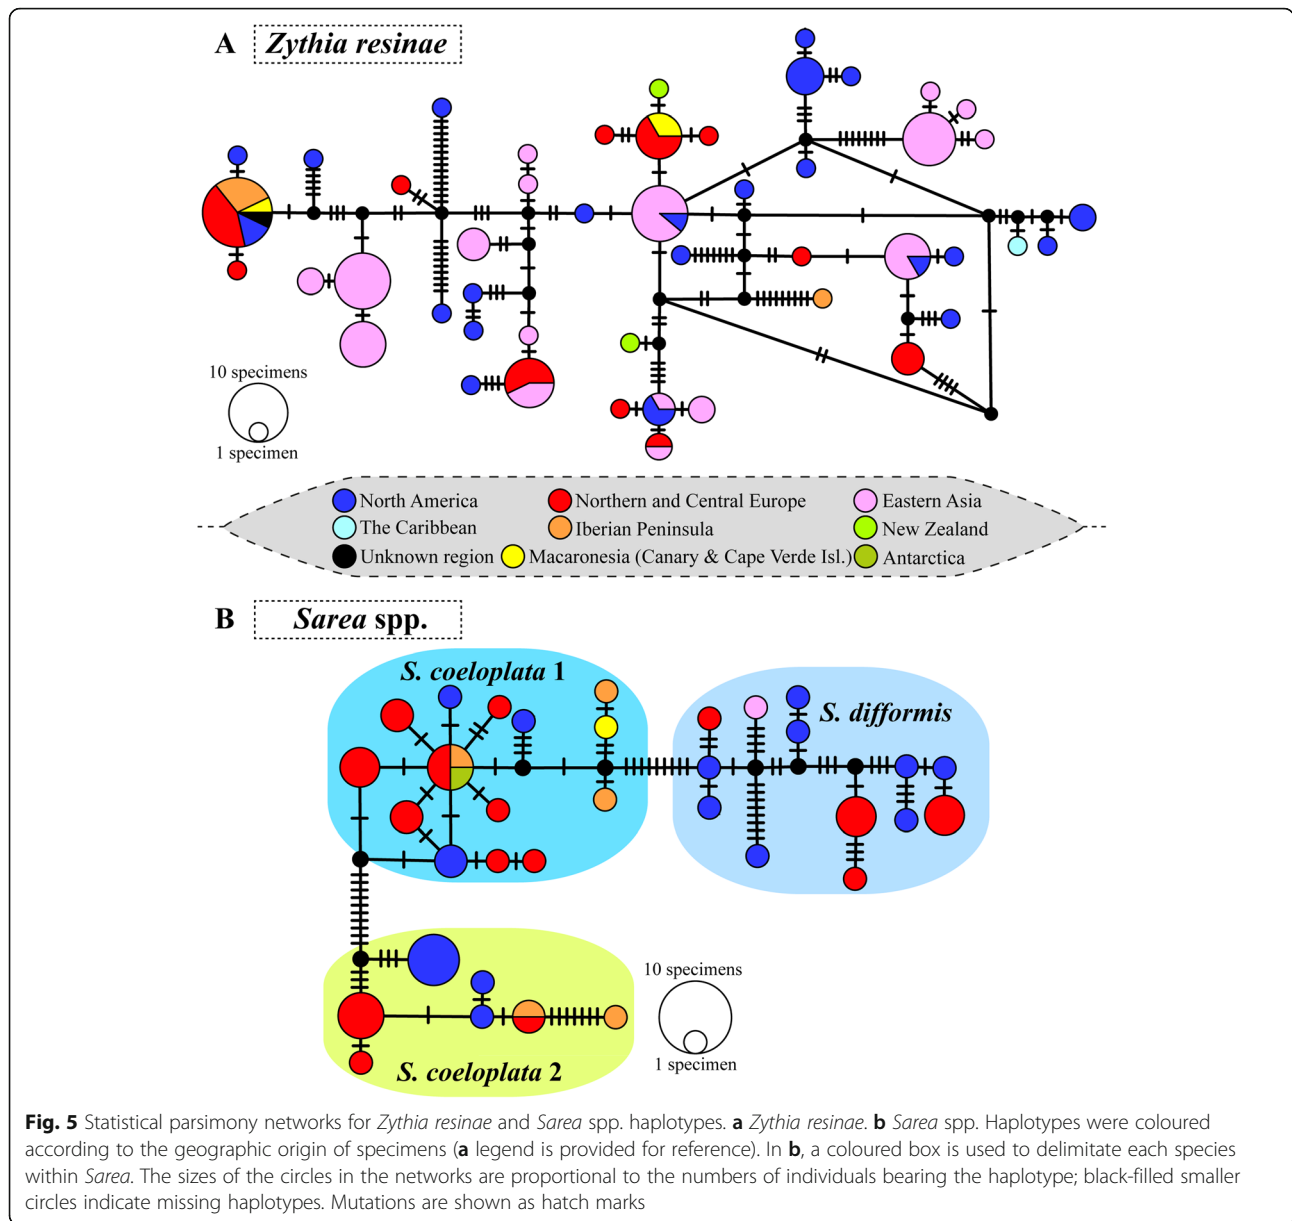 A Zythia resinae
10 specimens
1 specimen
North America
Northern and Central Europe
Eastern Asia
The Caribbean
Iberian Peninsula
New Zealand
Unknown region
Macaronesia (Canary & Cape Verde Isl.)
Antarctica
B Sarea spp.
S. coeloplata 1
S. difformis
10 specimens
1 specimen
S. coeloplata 2
Fig. 5 Statistical parsimony networks for Zythia resinae and Sarea spp. haplotypes. a Zythia resinae. b Sarea spp. Haplotypes were coloured
according to the geographic origin of specimens (a legend is provided for reference). In b, a coloured box is used to delimitate each species
within Sarea. The sizes of the circles in the networks are proportional to the numbers of individuals bearing the haplotype; black-filled smaller
circles indicate missing haplotypes. Mutations are shown as hatch marks